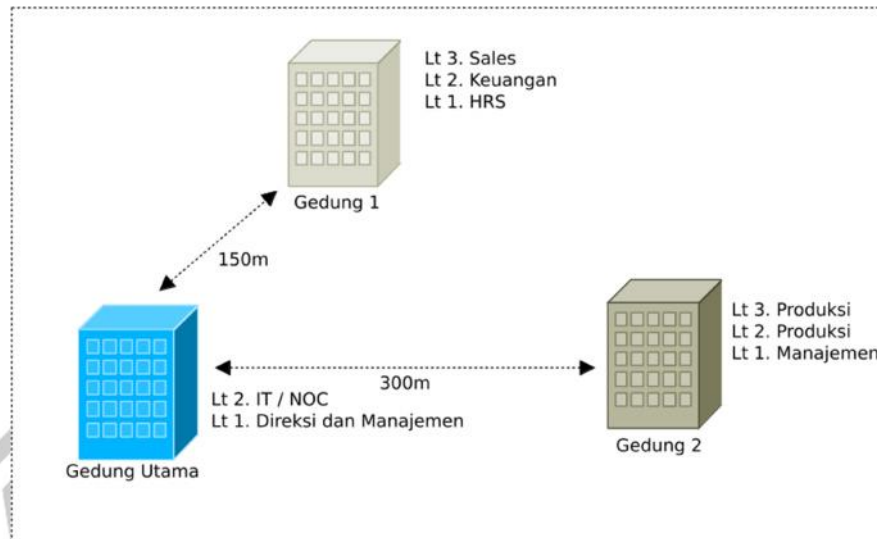 Lt 3. Sales
Lt 2. Keuangan
Lt 1. HRS
Gedung 1
150m
Lt 3. Produksi
Lt 2. Produksi
Lt 1. Manajemen
300m
Lt 2. IT / NOC
Lt 1. Direksi dan Manajemen
Gedung 2
Gedung Utama